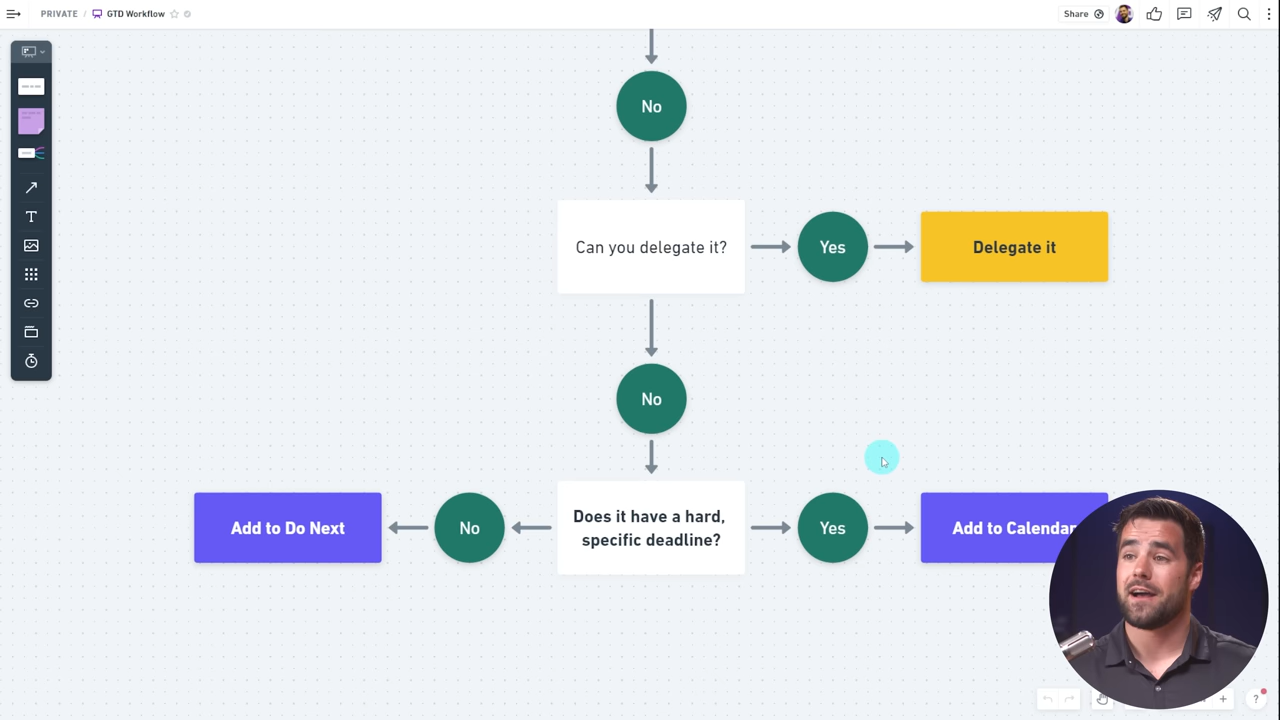 PRIVATE / GTD Workflow
Share
No
Can you delegate it?
Yes
Delegate it
No
Add to Do Next
No
Does it have a hard,
specific deadline?
Yes
Add to Calendar
?